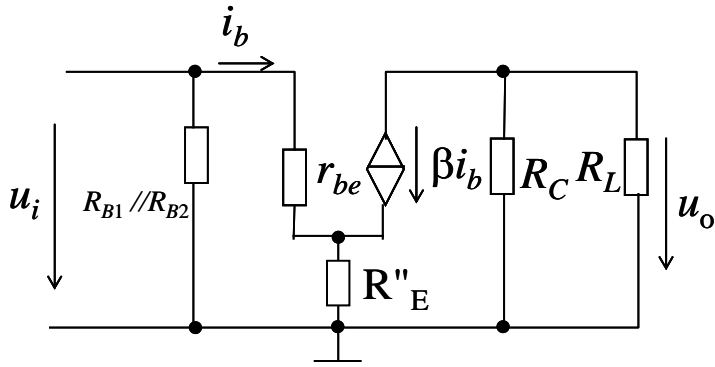 i_b
u_i
R_B1 //R_B2
r_be
βi_b
R_C
R_L
u_o
R"_E